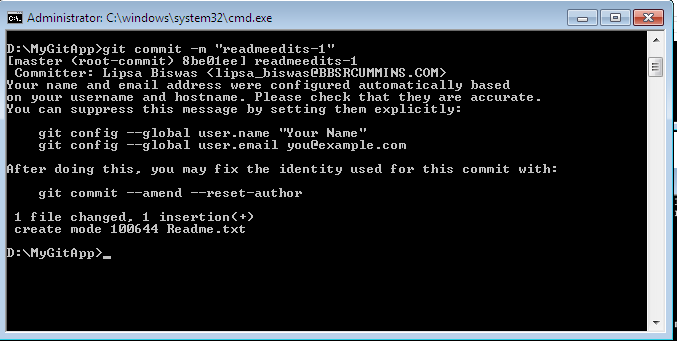 Administrator: C:\windows\system32\cmd.exe
D:\MyGitApp>git commit -m "readmeedits-1"
[master (root-commit) 8be01ee] readmeedits-1
 Committer: Lipsa Biswas <lipsa_biswas@BBSRCUMMINS.COM>
Your name and email address were configured automatically based
on your username and hostname. Please check that they are accurate.
You can suppress this message by setting them explicitly:
    git config --global user.name "Your Name"
    git config --global user.email you@example.com
After doing this, you may fix the identity used for this commit with:
    git commit --amend --reset-author
 1 file changed, 1 insertion(+)
 create mode 100644 Readme.txt
D:\MyGitApp>_